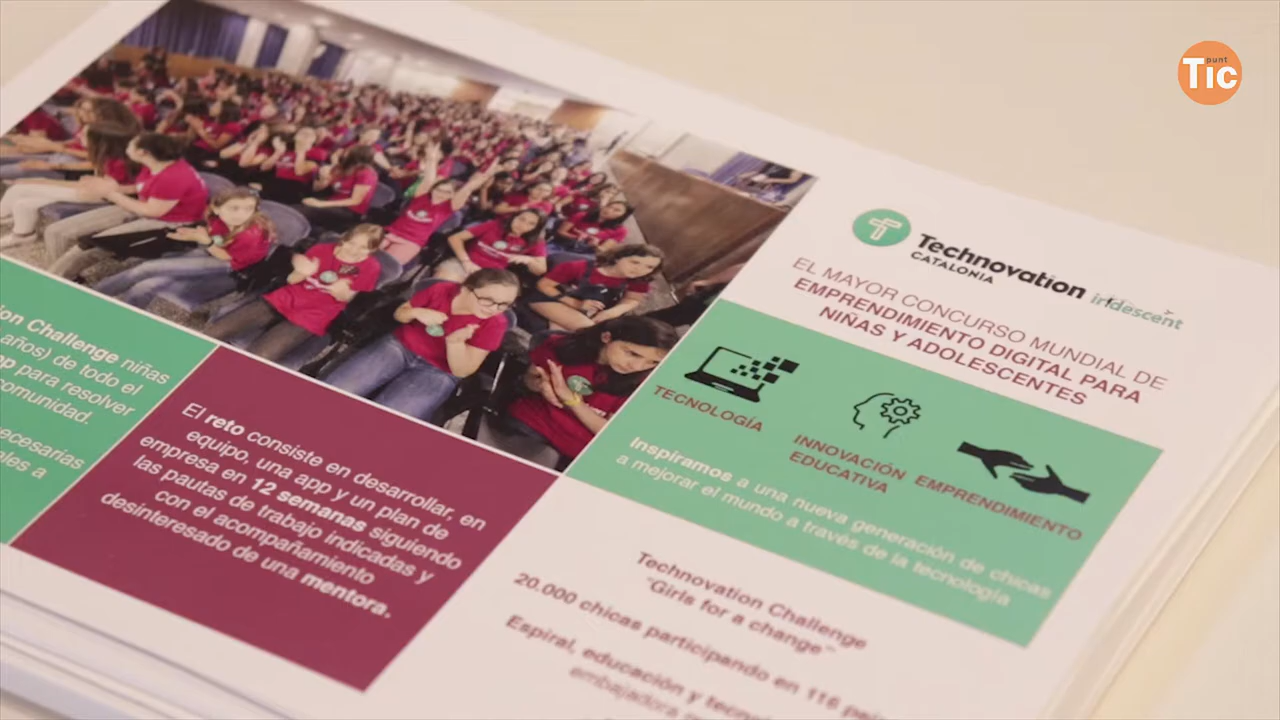 punt
Tic
Technovation
CATALONIA
iridescent
EL MAYOR CONCURSO MUNDIAL DE
EMPRENDIMIENTO DIGITAL PARA
NIÑAS Y ADOLESCENTES
TECNOLOGÍA
INNOVACIÓN
EDUCATIVA
EMPRENDIMIENTO
Inspiramos a una nueva generación de chicas
a mejorar el mundo a través de la tecnología
Technovation Challenge
"Girls for a change"
20.000 chicas participando en 116
Espiral, educación y
embajadora
Challenge niñas
años) de todo el
para resolver
comunidad.
necesarias
a
El reto consiste en desarrollar, en
equipo, una app y un plan de
empresa en 12 semanas siguiendo
las pautas de trabajo indicadas y
con el acompañamiento
desinteresado de una mentora.